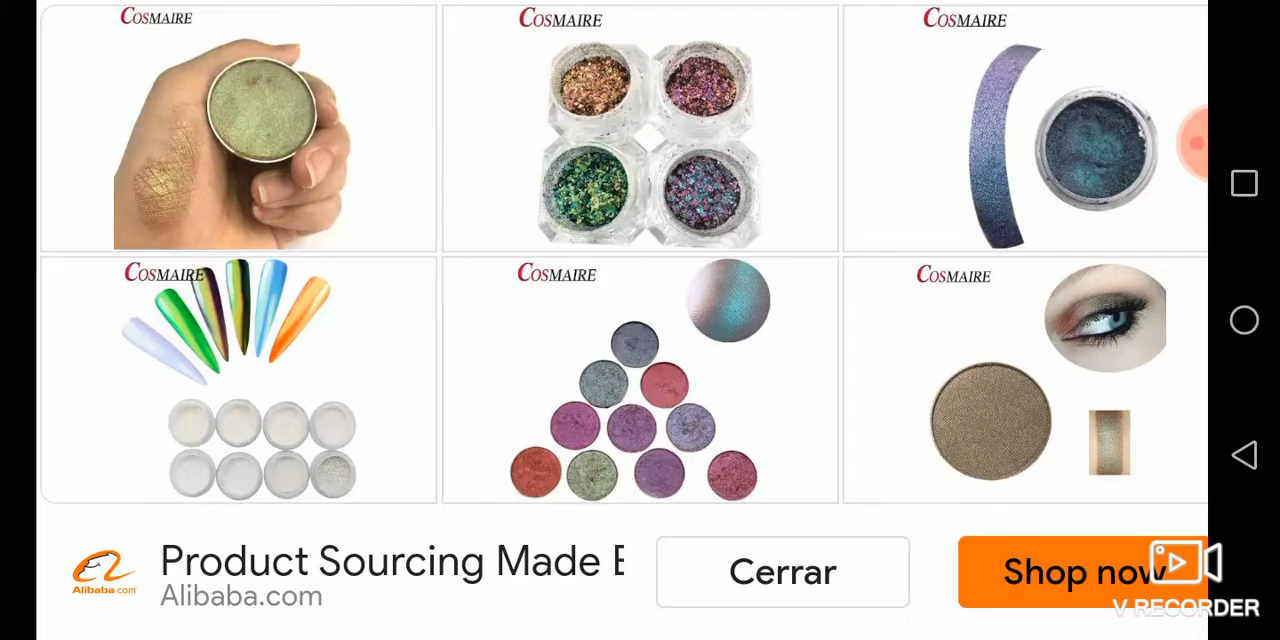 COSMAIRE
COSMAIRE
COSMAIRE
COSMAIRE
COSMAIRE
COSMAIRE
Product Sourcing Made
Alibaba.com
Alibaba.com
Cerrar
Shop now
V RECORDER